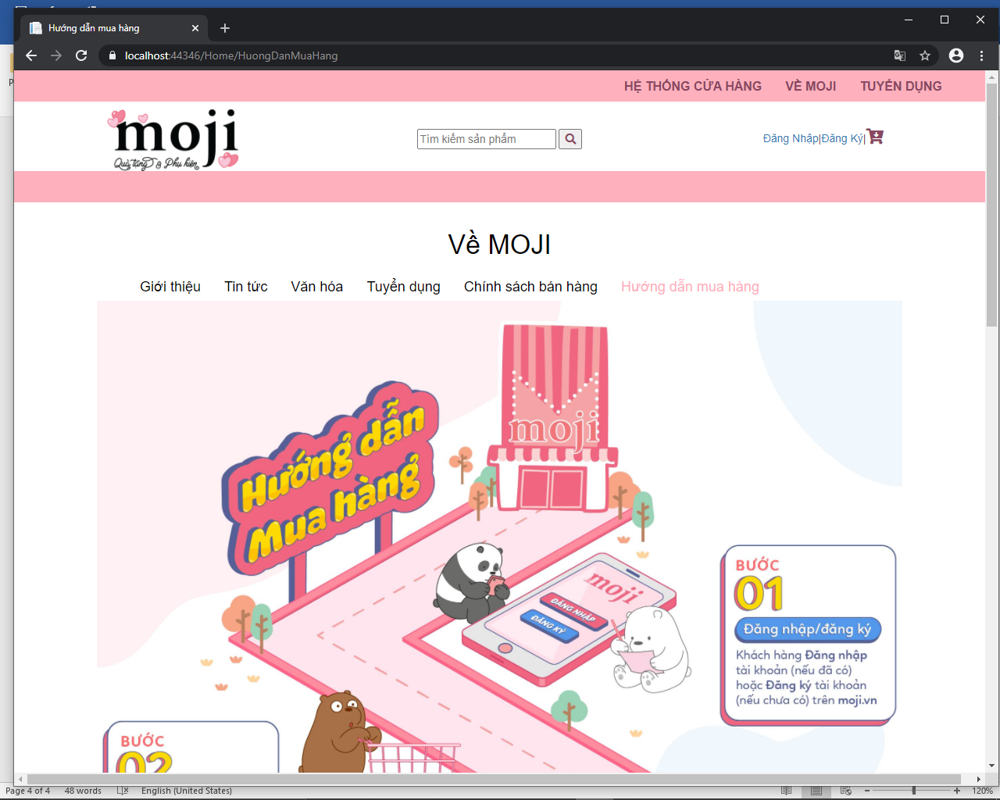 Hướng dẫn mua hàng
localhost:44346/Home/HuongDanMuaHang
P
HỆ THỐNG CỬA HÀNG VỀ MOJI TUYỂN DỤNG
moji
Quà tặng & Phụ kiện
Tìm kiếm sản phẩm
Đăng Nhập|Đăng Ký|
Về MOJI
Giới thiệu Tin tức Văn hóa Tuyển dụng Chính sách bán hàng Hướng dẫn mua hàng
moji
Hướng dẫn
Mua hàng
moji
ĐĂNG NHẬP
ĐĂNG KÝ
BƯỚC
01
Đăng nhập/đăng ký
Khách hàng Đăng nhập
tài khoản (nếu đã có)
hoặc Đăng ký tài khoản
(nếu chưa có) trên moji.vn
BƯỚC
02
Page 4 of 4 48 words English (United States) 120%